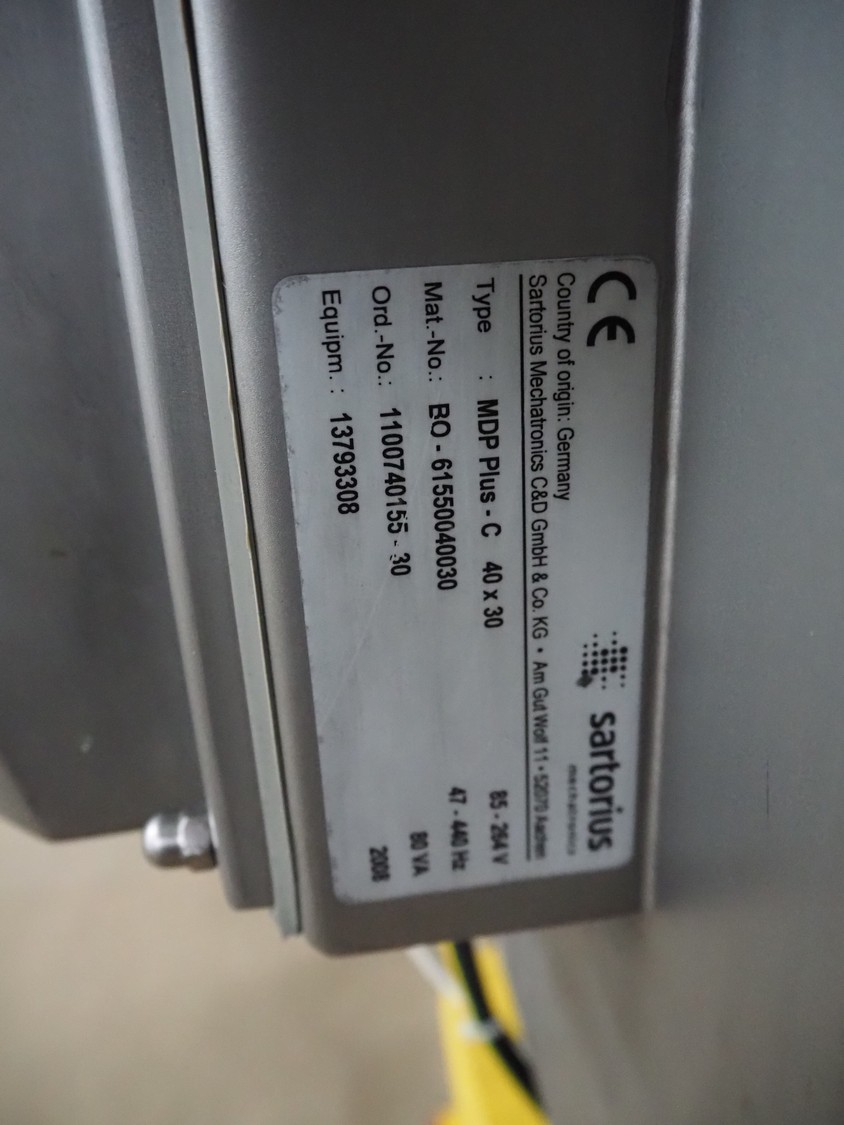 CE
sartorius
mechatronics
Country of origin: Germany
Sartorius Mechatronics C&D GmbH & Co. KG • Am Gut Wolf 11 • 52070 Aachen
Type : MDP Plus - C 40 x 30 85 - 264 V
Mat.-No.: BO - 61550040030 47 - 440 Hz
Ord.-No.: 1100740155 - 30 80 VA
Equipm. : 13793308 2008